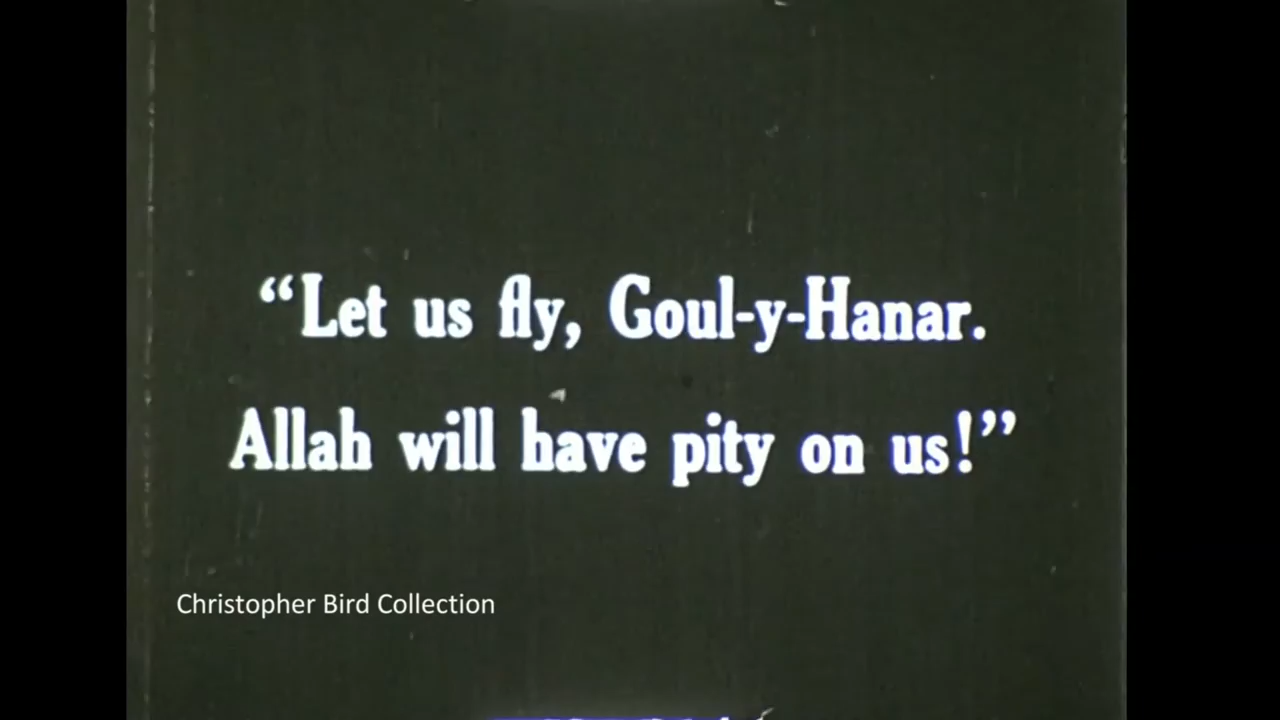 “Let us fly, Goul-y-Hanar.
Allah will have pity on us!”
Christopher Bird Collection